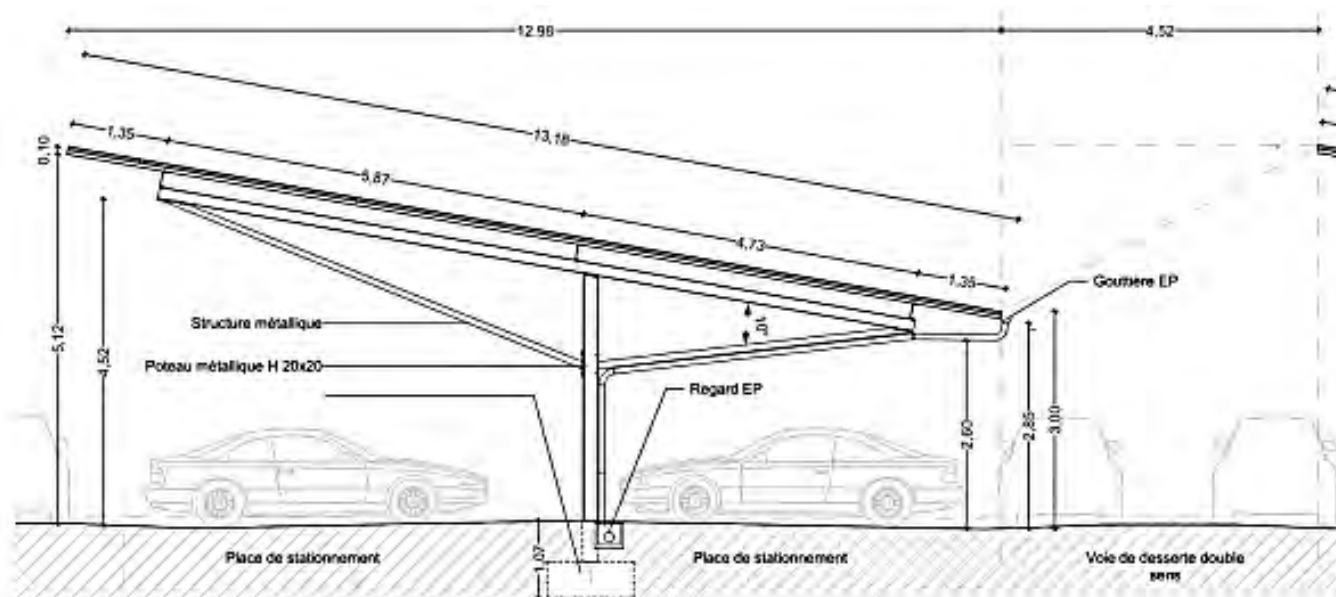 12.98
4.52
13,18
1,35
0,10
5,87
4,73
1,35
Gouttière EP
Structure métallique
10°
5,12
4,52
Poteau métallique H 20x20
Regard EP
2,60
2,85
3,00
Place de stationnement
Place de stationnement
Voie de desserte double
sens
1,07